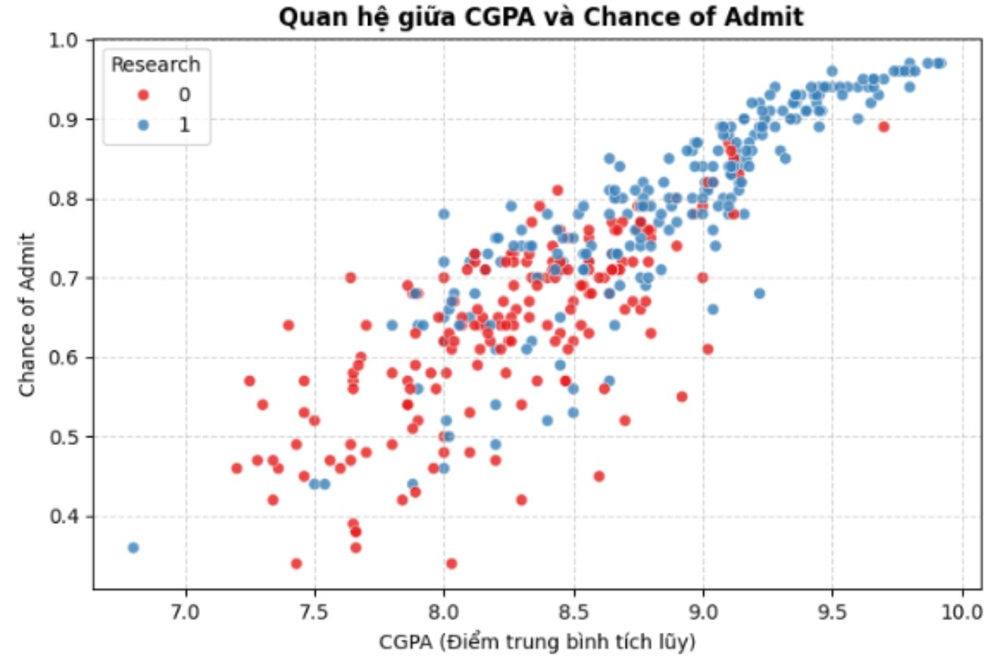 Quan hệ giữa CGPA và Chance of Admit
1.0
0.9
0.8
0.7
0.6
0.5
0.4
Chance of Admit
Research
0
1
7.0 7.5 8.0 8.5 9.0 9.5 10.0
CGPA (Điểm trung bình tích lũy)